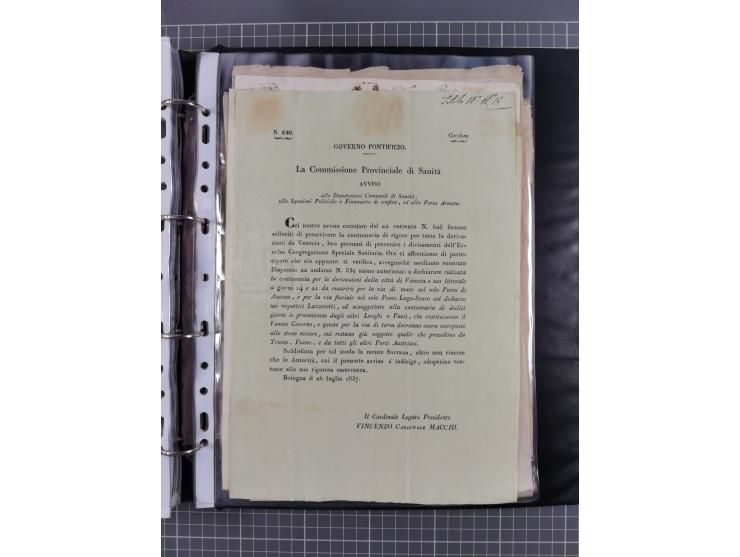 Titolo 18º
N. 640.
Circolare
GOVERNO PONTIFICIO.
La Commissione Provinciale di Sanità
AVVISO
alle Deputazioni Comunali di Sanità,
alle Ispezioni Politiche e Finanziere di confine, ed alla Forza Armata.
Col nostro avviso circolare del 22 corrente N. 626 fummo
solleciti di prescrivere la contumacia di rigore per tutte le deriva-
zioni da Venezia, ben persuasi di prevenire i divisamenti dell'Ec-
celsa Congregazione Speciale Sanitaria. Ora ci affrettiamo di parte-
cipare che ciò appunto si verifica, avvegnachè mediante venerato
Dispaccio 22 andante N. 839 siamo autorizzati a dichiarare rialzata
la contumacia per le derivazioni dalla città di Venezia e suo littorale
a giorni 14 e 21 da esaurirsi per la via di mare nel solo Porto di
Ancona, e per la via fluviale nel solo Ponte Lago-Scuro col disbarco
nei rispettivi Lazzeretti, ed assoggettate alla contumacia di dodici
giorni le provenienze dagli altri Luoghi o Paesi, che costituiscono il
Veneto Governo, e queste per la via di terra dovranno essere sottoposte
alle stesse misure, cui restano già soggette quelle che procedono da
Trieste, Fiume, e da tutti gli altri Porti Austriaci.
Soddisfatta per tal modo la mente Sovrana, altro non rimane
che le Autorità, cui il presente avviso s'indirige, adoprino con-
tutto alla sua rigorosa osservanza.
Bologna li 26 luglio 1837.
Il Cardinale Legato Presidente
VINCENZO CARDINALE MACCHI.